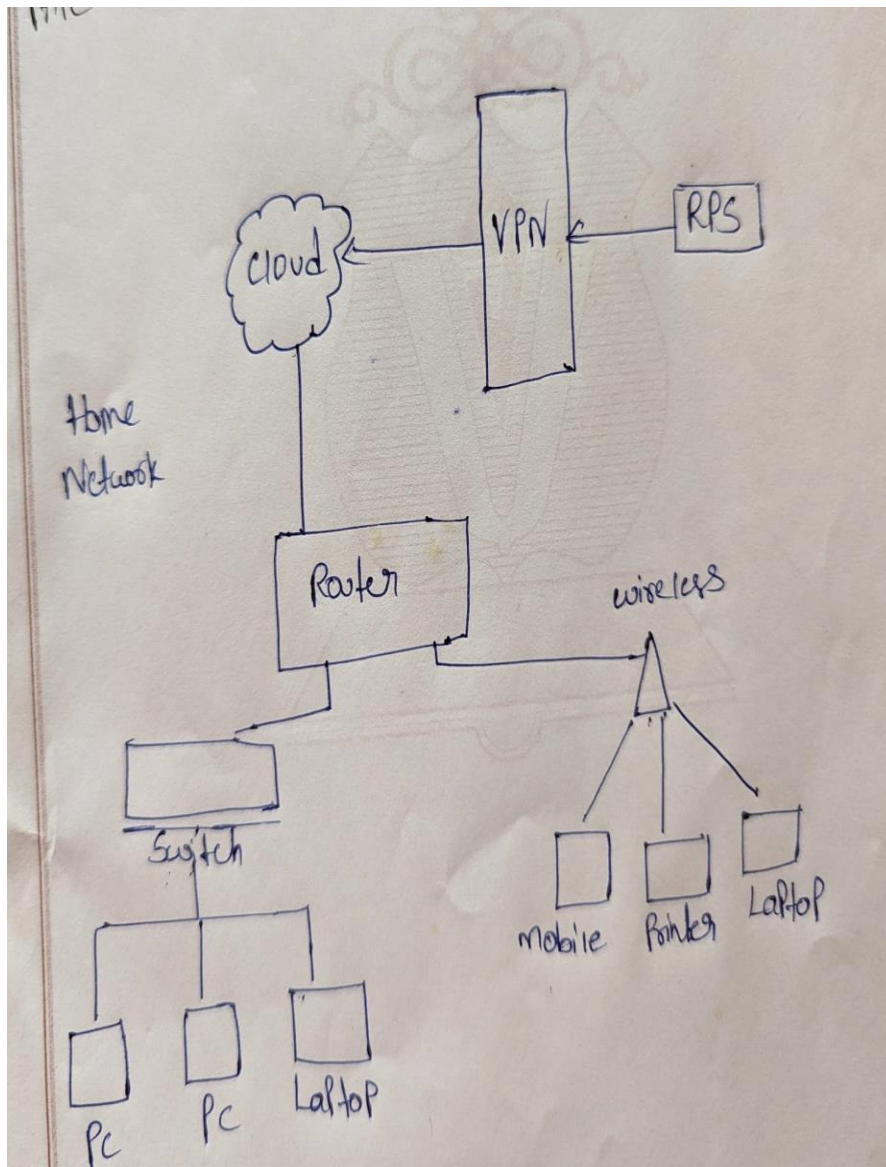 VPN
RPS
Cloud
Home
Network
Router
wireless
Switch
Mobile
Printer
Laptop
PC
PC
Laptop